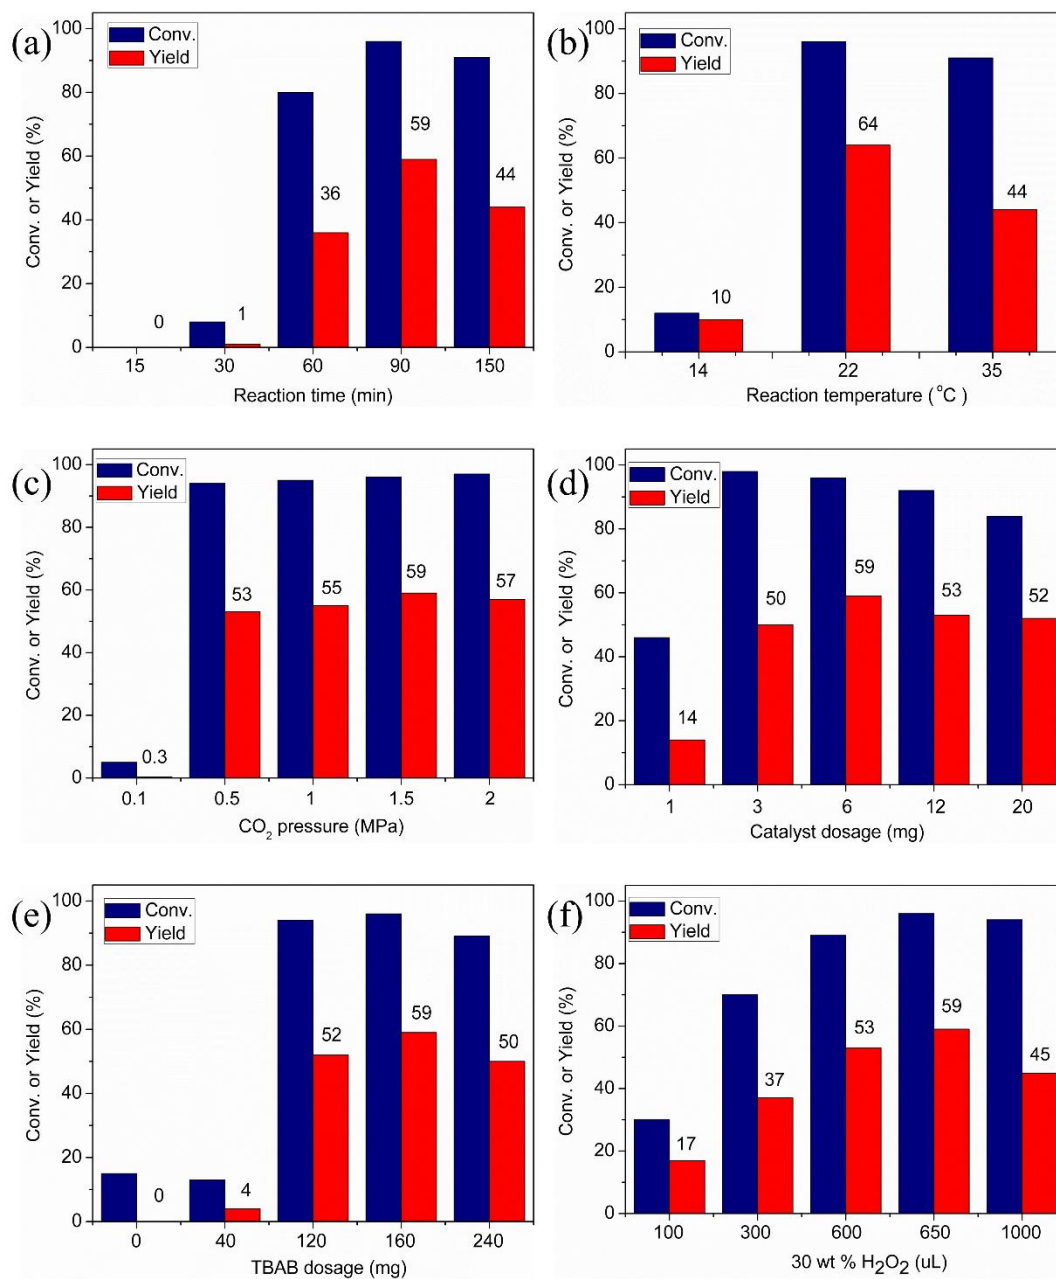 (a)
Conv. or Yield (%)
100
80
60
40
20
0
Conv.
Yield
0
1
36
59
44
15 30 60 90 150
Reaction time (min)
(b)
Conv. or Yield (%)
100
80
60
40
20
0
Conv.
Yield
10
64
44
14 22 35
Reaction temperature ( °C )
(c)
Conv. or Yield (%)
100
80
60
40
20
0
Conv.
Yield
0.3
53
55
59
57
0.1 0.5 1 1.5 2
CO₂ pressure (MPa)
(d)
Conv. or Yield (%)
100
80
60
40
20
0
Conv.
Yield
14
50
59
53
52
1 3 6 12 20
Catalyst dosage (mg)
(e)
Conv. or Yield (%)
100
80
60
40
20
0
Conv.
Yield
0
4
52
59
50
0 40 120 160 240
TBAB dosage (mg)
(f)
Conv. or Yield (%)
100
80
60
40
20
0
Conv.
Yield
17
37
53
59
45
100 300 600 650 1000
30 wt % H₂O₂ (uL)